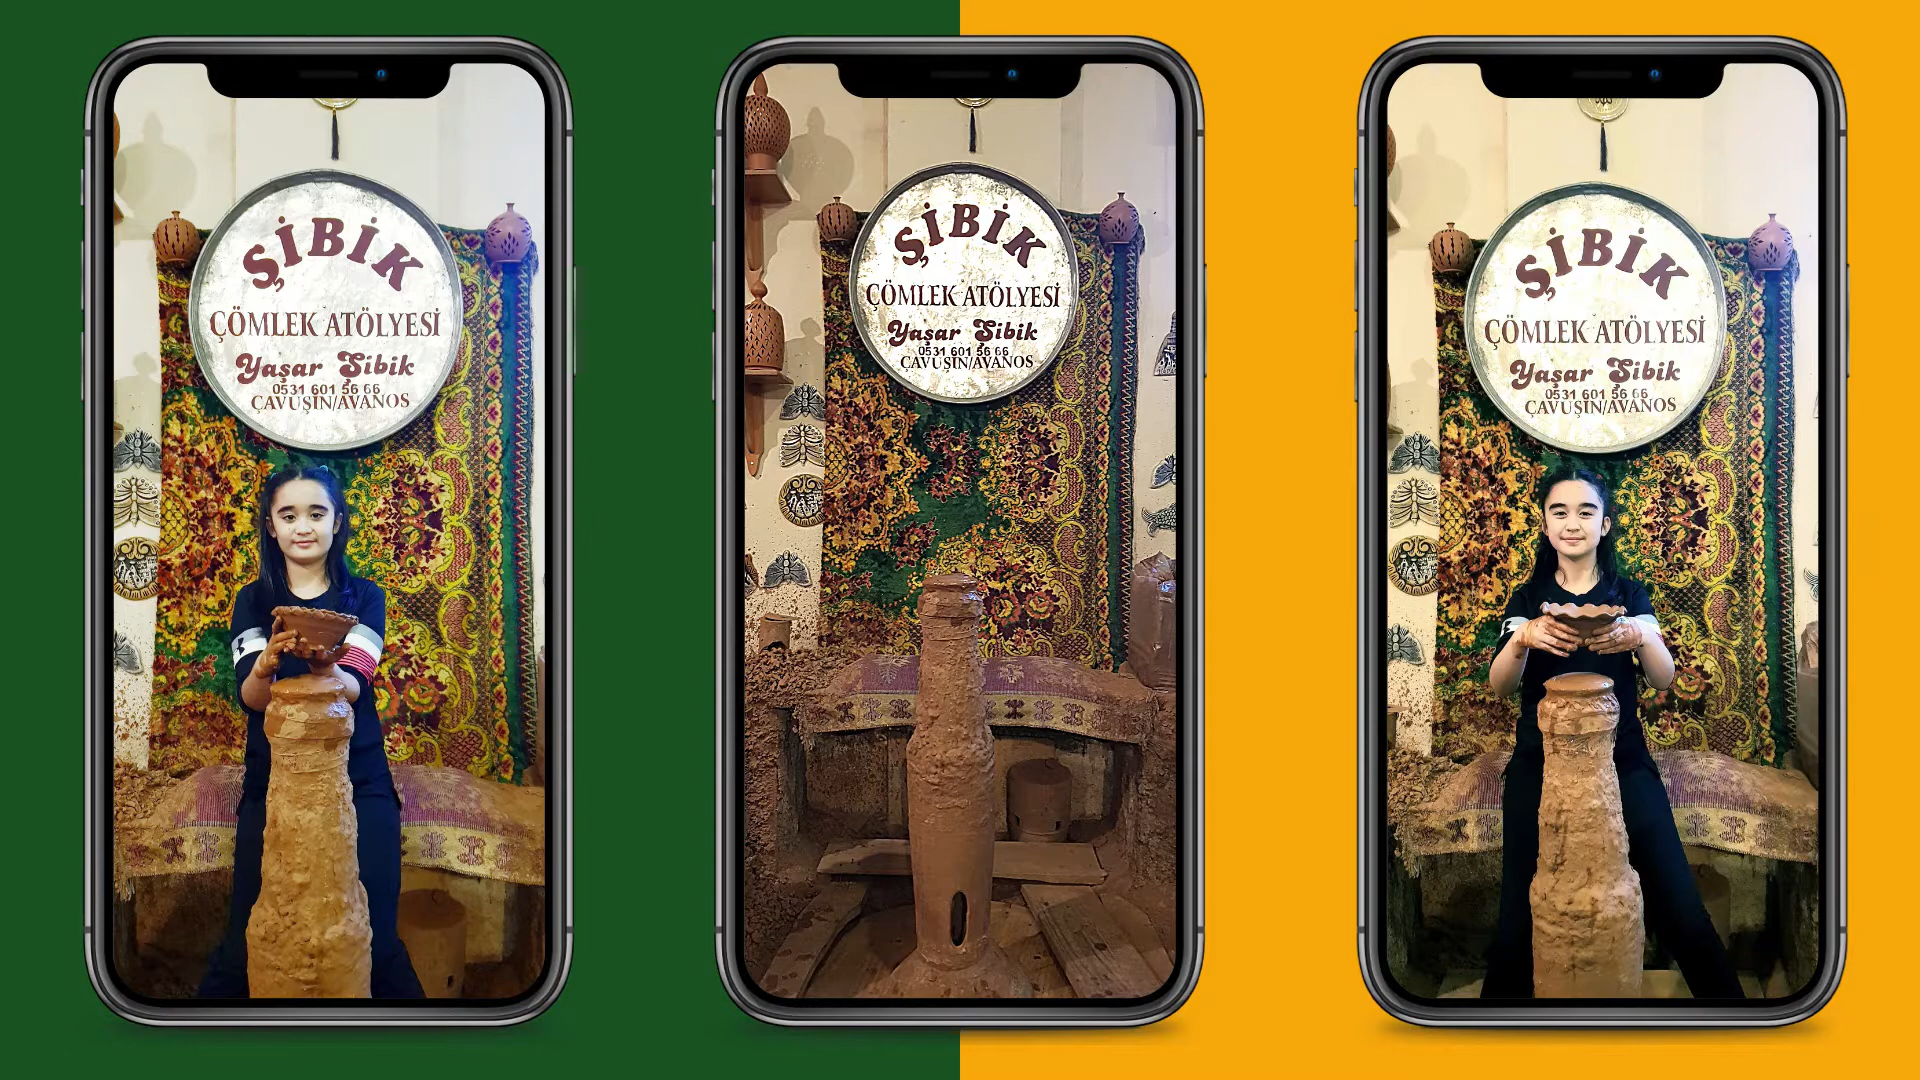 ŞİBİK
ÇÖMLEK ATÖLYESİ
Yaşar Şibik
0531 601 56 66
ÇAVUŞİN/AVANOS
ŞİBİK
ÇÖMLEK ATÖLYESİ
Yaşar Şibik
0531 601 56 66
ÇAVUŞİN/AVANOS
ŞİBİK
ÇÖMLEK ATÖLYESİ
Yaşar Şibik
0531 601 56 66
ÇAVUŞİN/AVANOS